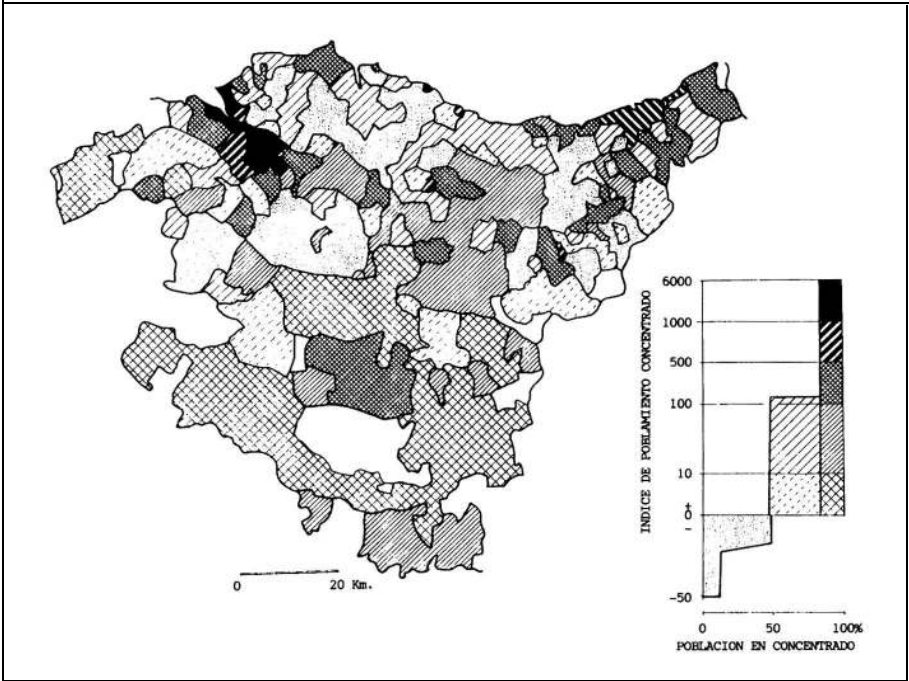 0 20 Km.
INDICE DE POBLAMIENTO CONCENTRADO
6000
1000
500
100
10
+
0
-
-50
0 50 100%
POBLACION EN CONCENTRADO